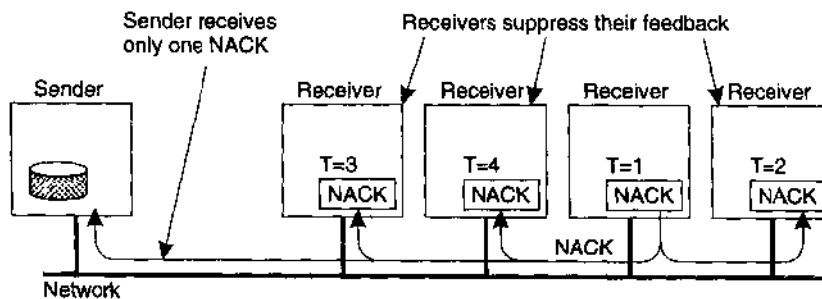 Sender receives
only one NACK
Receivers suppress their feedback
Sender
Receiver
Receiver
Receiver
Receiver
T=3
T=4
T=1
T=2
NACK
NACK
NACK
NACK
NACK
Network